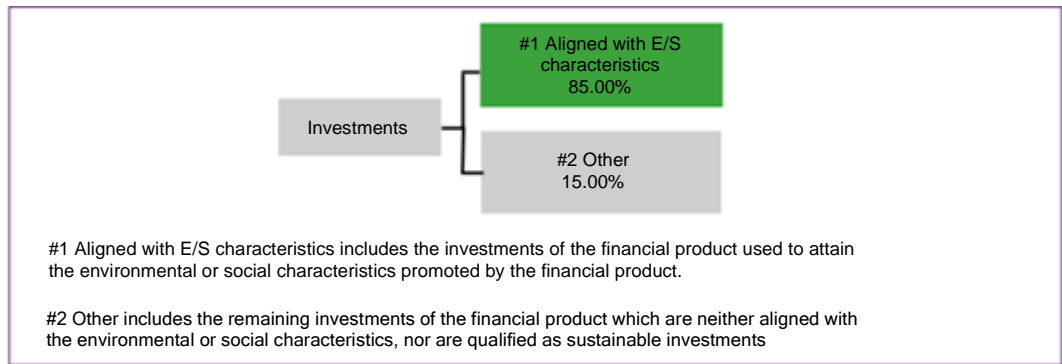 #1 Aligned with E/S
characteristics
85.00%
Investments
#2 Other
15.00%
#1 Aligned with E/S characteristics includes the investments of the financial product used to attain
the environmental or social characteristics promoted by the financial product.
#2 Other includes the remaining investments of the financial product which are neither aligned with
the environmental or social characteristics, nor are qualified as sustainable investments